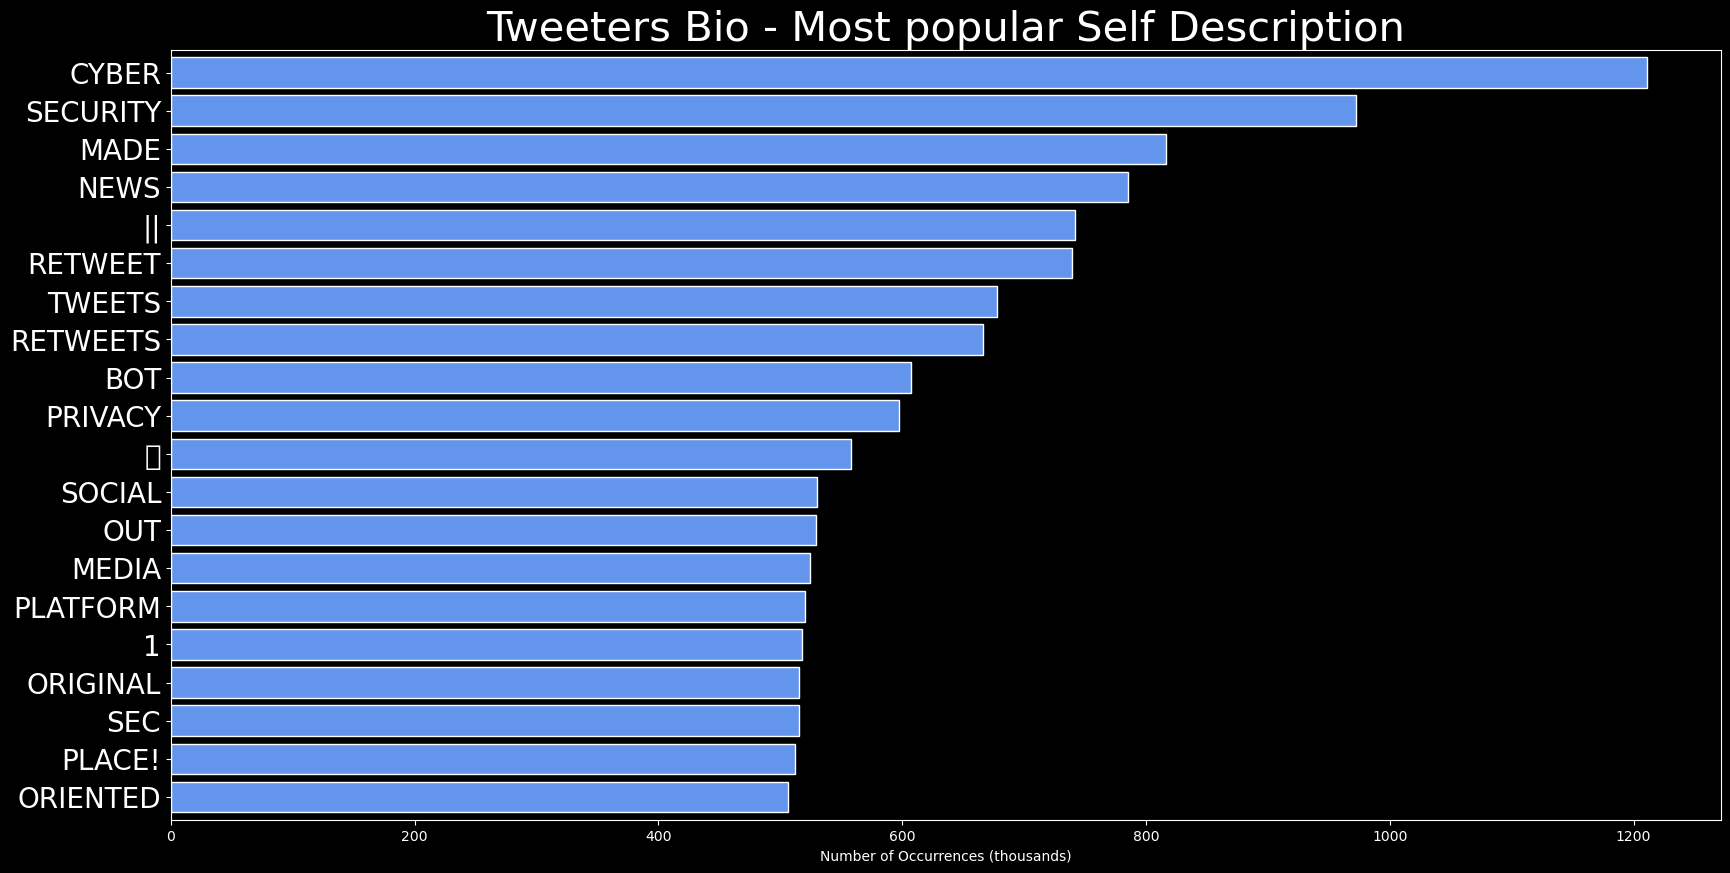 Tweeters Bio - Most popular Self Description
CYBER
SECURITY
MADE
NEWS
||
RETWEET
TWEETS
RETWEETS
BOT
PRIVACY
SOCIAL
OUT
MEDIA
PLATFORM
1
ORIGINAL
SEC
PLACE!
ORIENTED
0 200 400 600 800 1000 1200
Number of Occurrences (thousands)